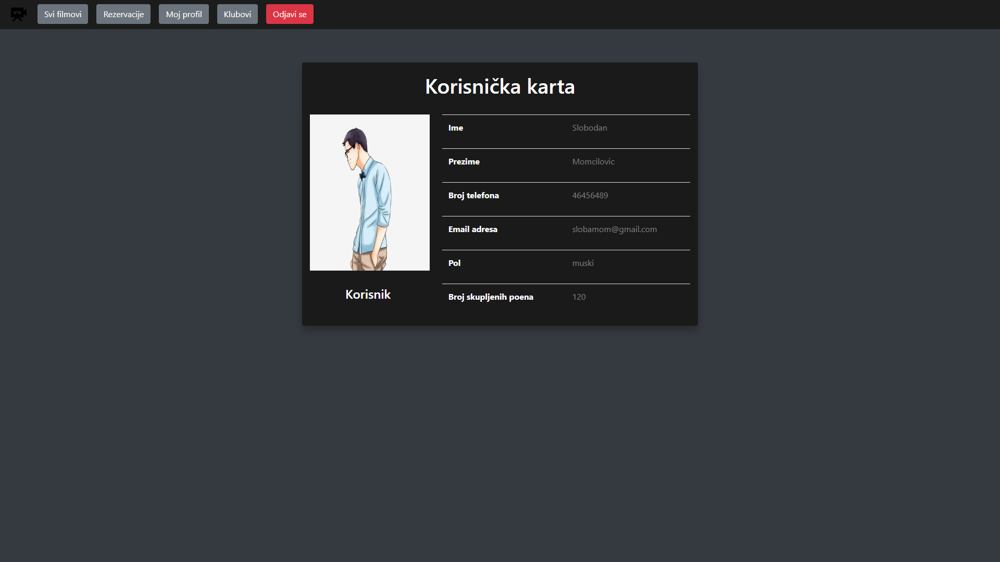 Svi filmovi Rezervacije Moj profil Klubovi Odjavi se
Korisnička karta
Ime Slobodan
Prezime Momcilovic
Broj telefona 46456489
Email adresa slobamom@gmail.com
Pol muski
Broj skupljenih poena 120
Korisnik